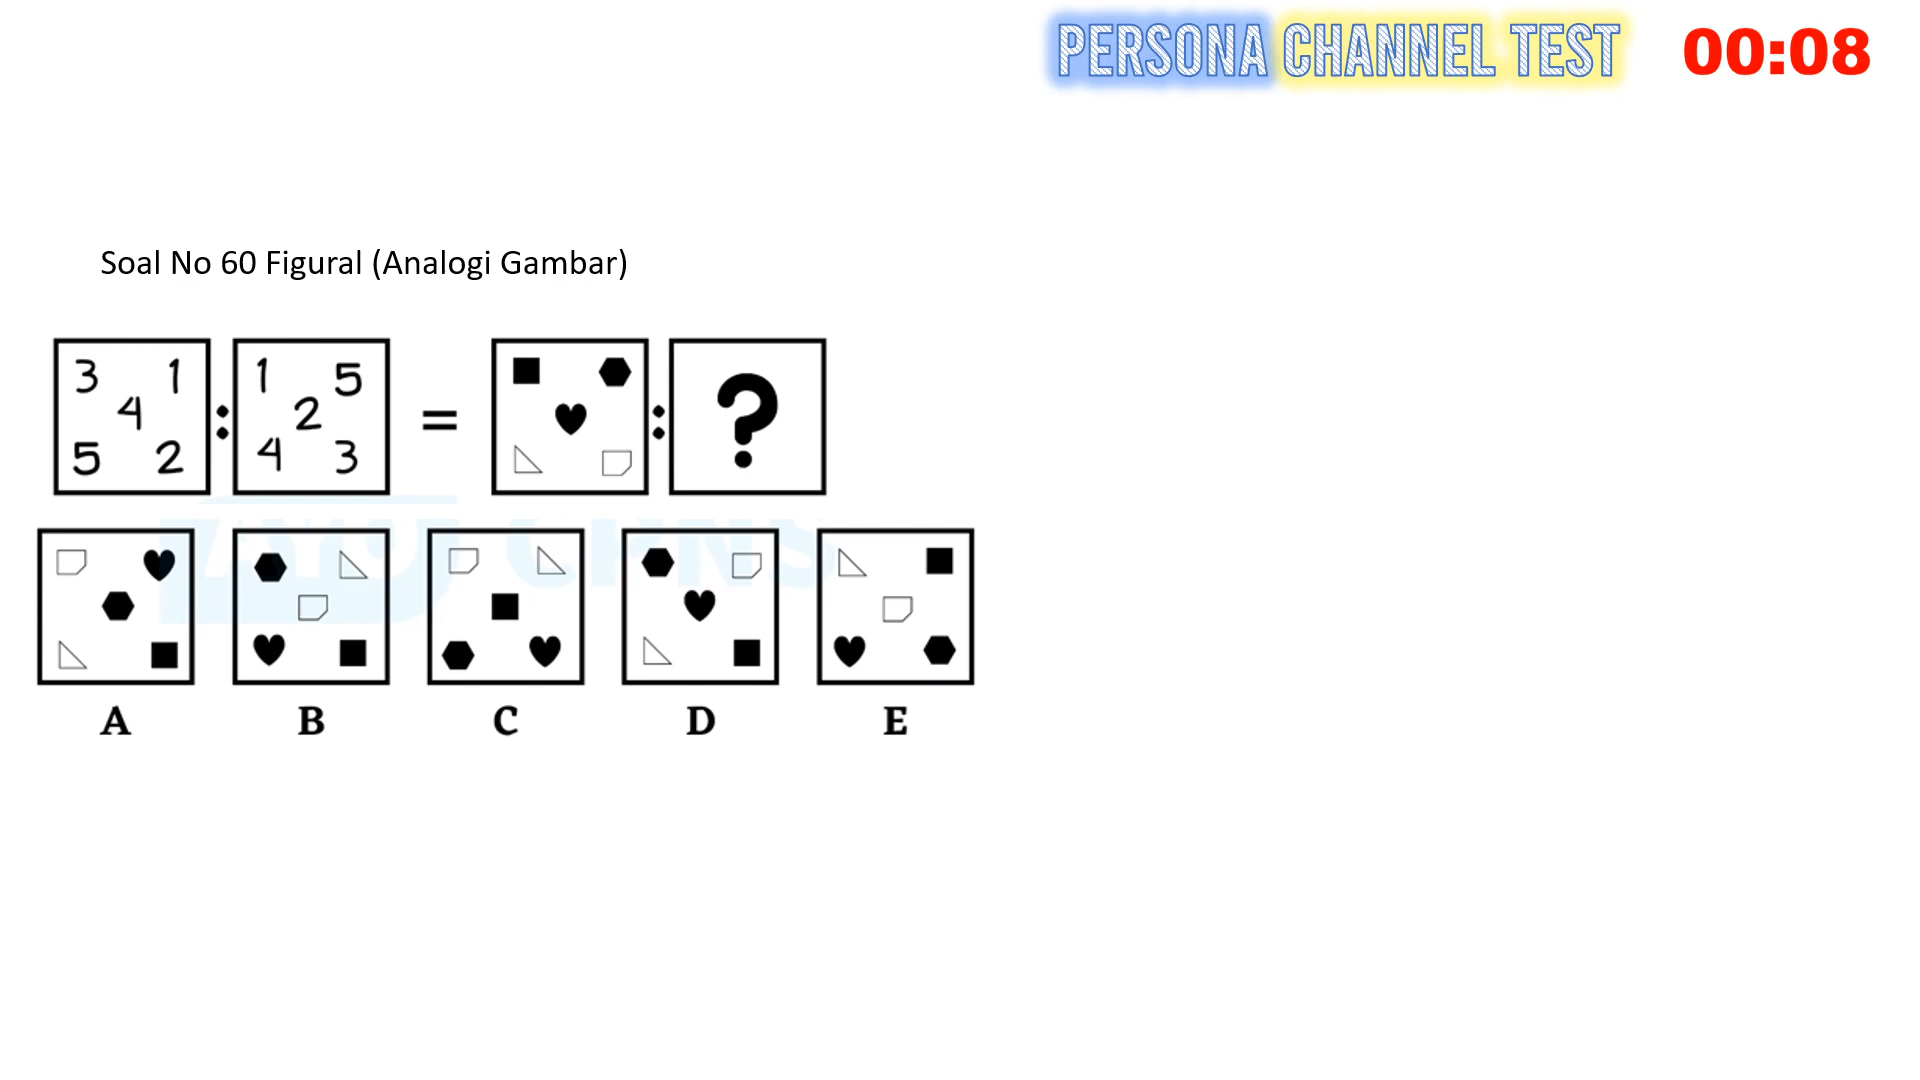 PERSONA CHANNEL TEST 00:08
Soal No 60 Figural (Analogi Gambar)
3 1 1 5
4 : 2 = : ?
5 2 4 3
A B C D E